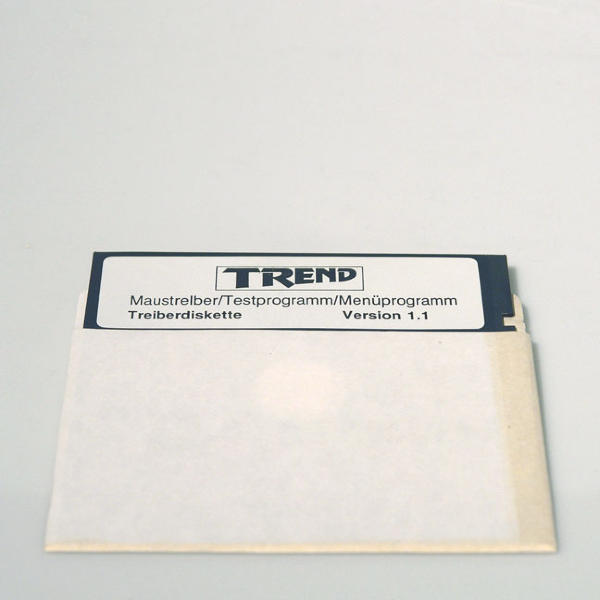 TREND
Maustreiber/Testprogramm/Menüprogramm
Treiberdiskette Version 1.1